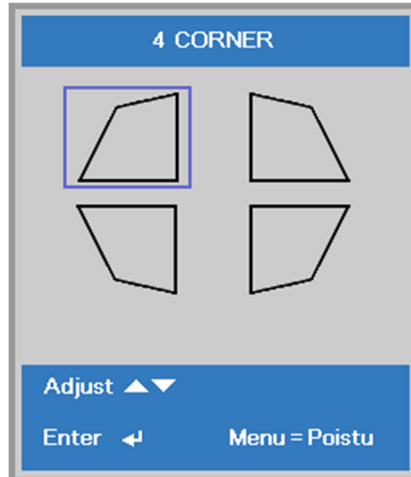 4 CORNER
Adjust ▲▼
Enter ↵ Menu = Poistu